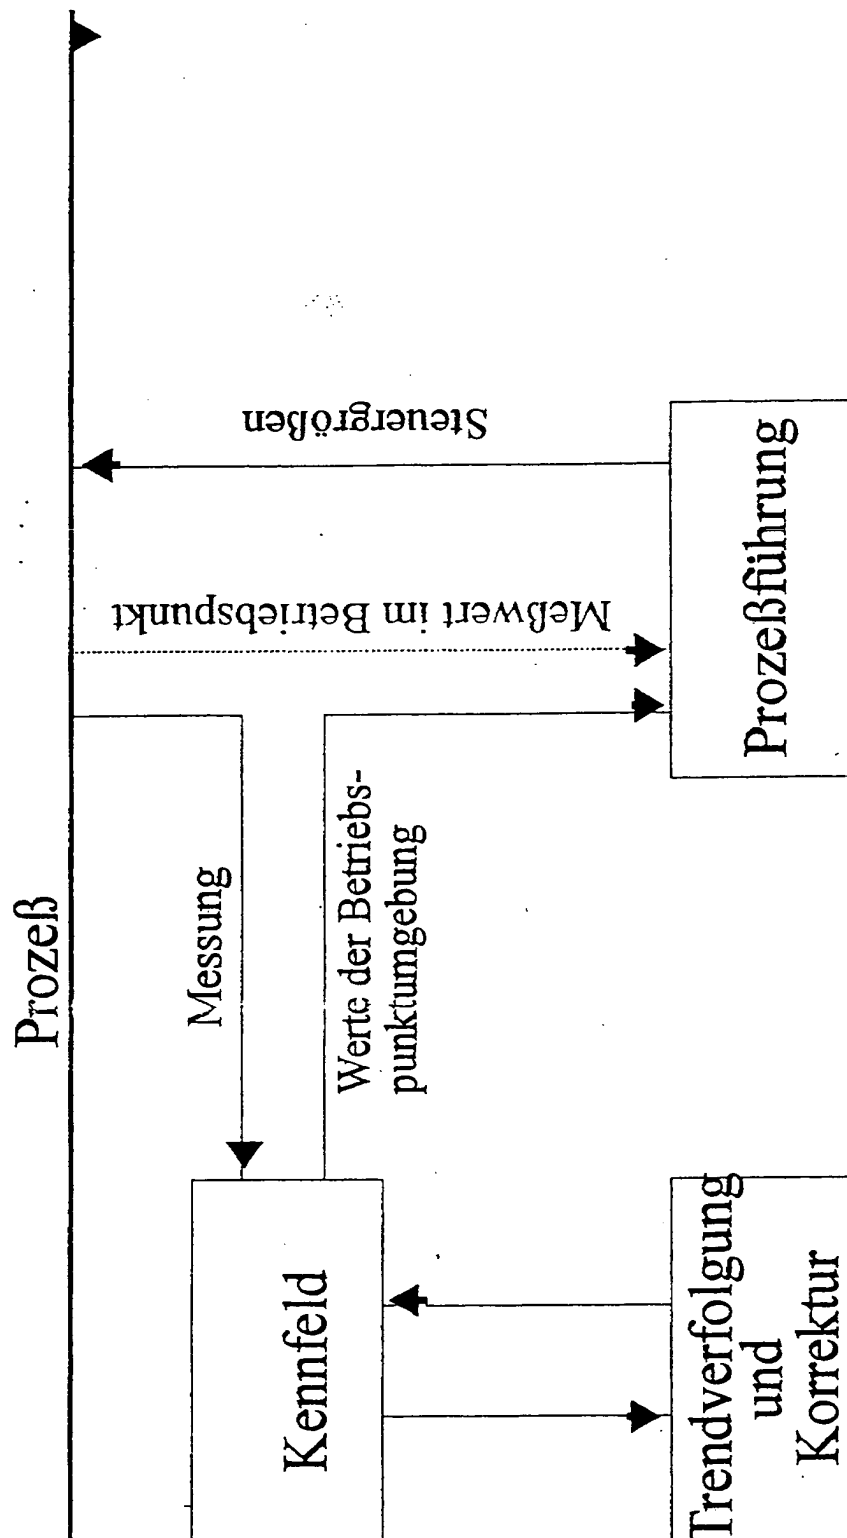 Prozeß
Messung
Werte der Betriebs-
punktumgebung
Meßwert im Betriebspunkt
Steuergrößen
Kennfeld
Trendverfolgung
und
Korrektur
Prozeßführung